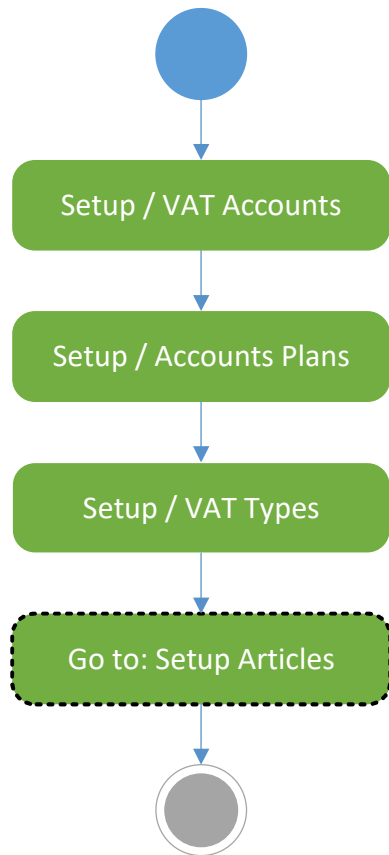 Setup / VAT Accounts
Setup / Accounts Plans
Setup / VAT Types
Go to: Setup Articles